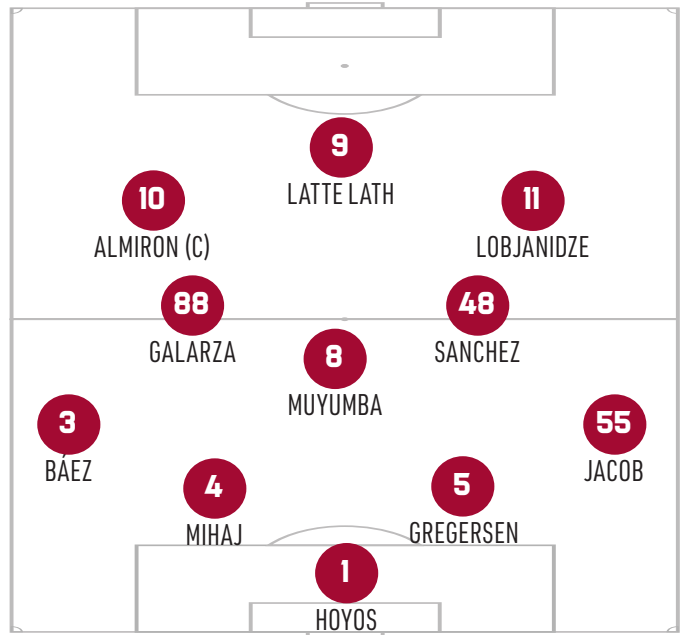 9
LATTE LATH
10
ALMIRON (C)
11
LOBJANIDZE
88
GALARZA
48
SANCHEZ
8
MUYUMBA
3
BÁEZ
55
JACOB
4
MIHAJ
5
GREGERSEN
1
HOYOS